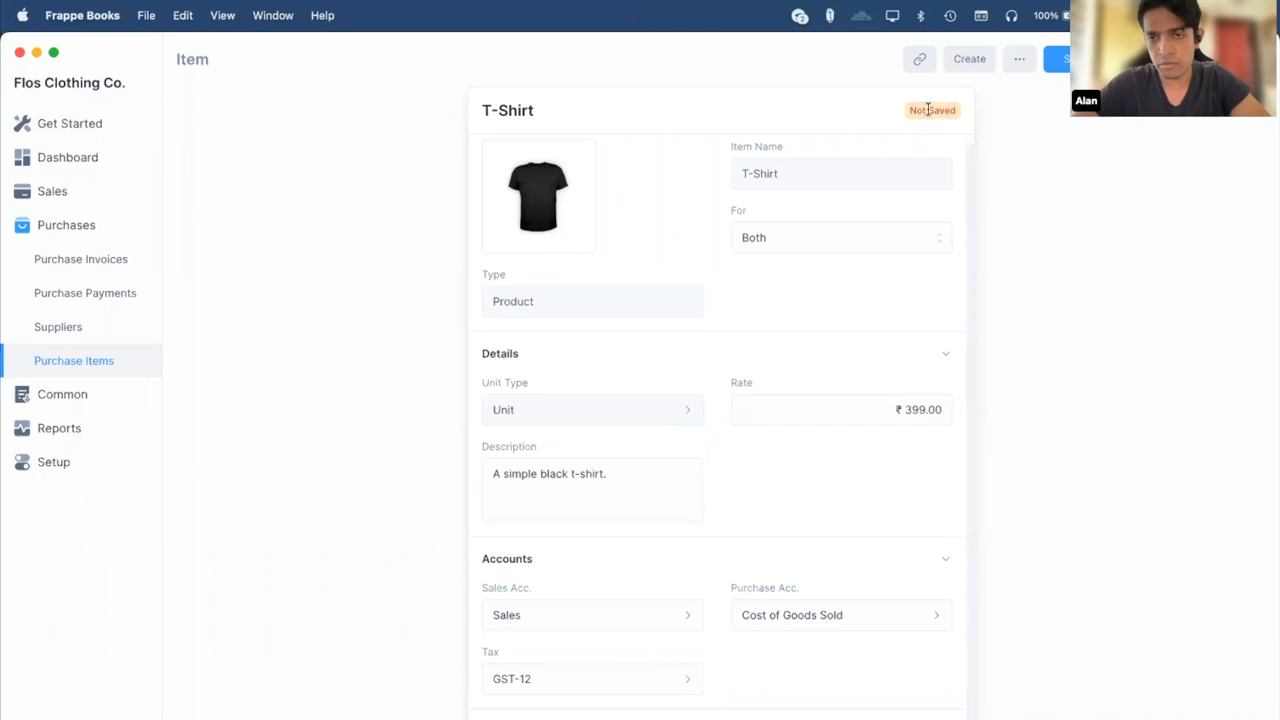 Frappe Books File Edit View Window Help 100%
Item
Create
Flos Clothing Co.
Get Started
Dashboard
Sales
Purchases
Purchase Invoices
Purchase Payments
Suppliers
Purchase Items
Common
Reports
Setup
T-Shirt
Not Saved
Item Name
T-Shirt
For
Both
Type
Product
Details
Unit Type
Unit
Rate
₹ 399.00
Description
A simple black t-shirt.
Accounts
Sales Acc.
Sales
Purchase Acc.
Cost of Goods Sold
Tax
GST-12
Alan